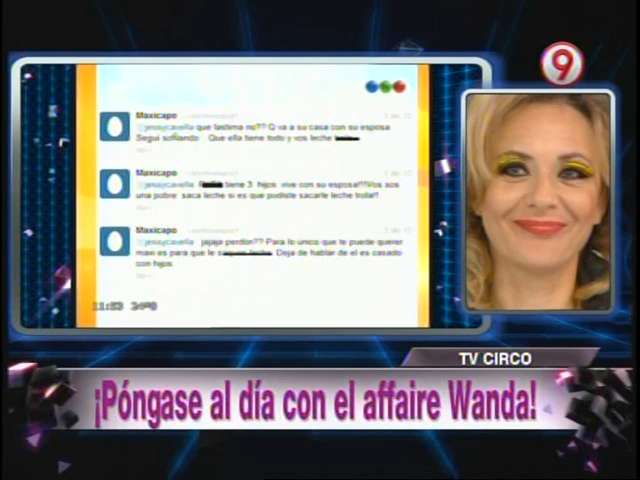 9
Maxicapo
@jessycavella que lastima no?? Q va a su casa con su esposa
Segui soñando Que ella tiene todo y vos leche
Maxicapo
@jessycavella tiene 3 hijos vive con su esposa!!!Vos sos
una pobre saca leche si es que pudiste sacarle leche trola!!
Maxicapo
@jessycavella jajaja perdon?? Para lo unico que te puede querer
maxi es para que le Deja de hablar de el es casado
con hijos
11:53 24º0
TV CIRCO
¡Póngase al día con el affaire Wanda!